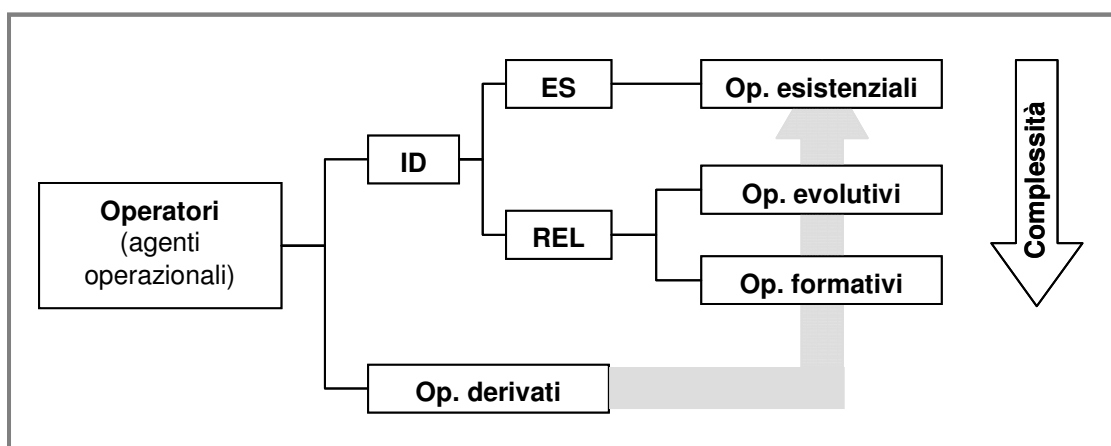 ES
Op. esistenziali
ID
Op. evolutivi
Operatori
(agenti
operazionali)
REL
Op. formativi
Op. derivati
Complessità